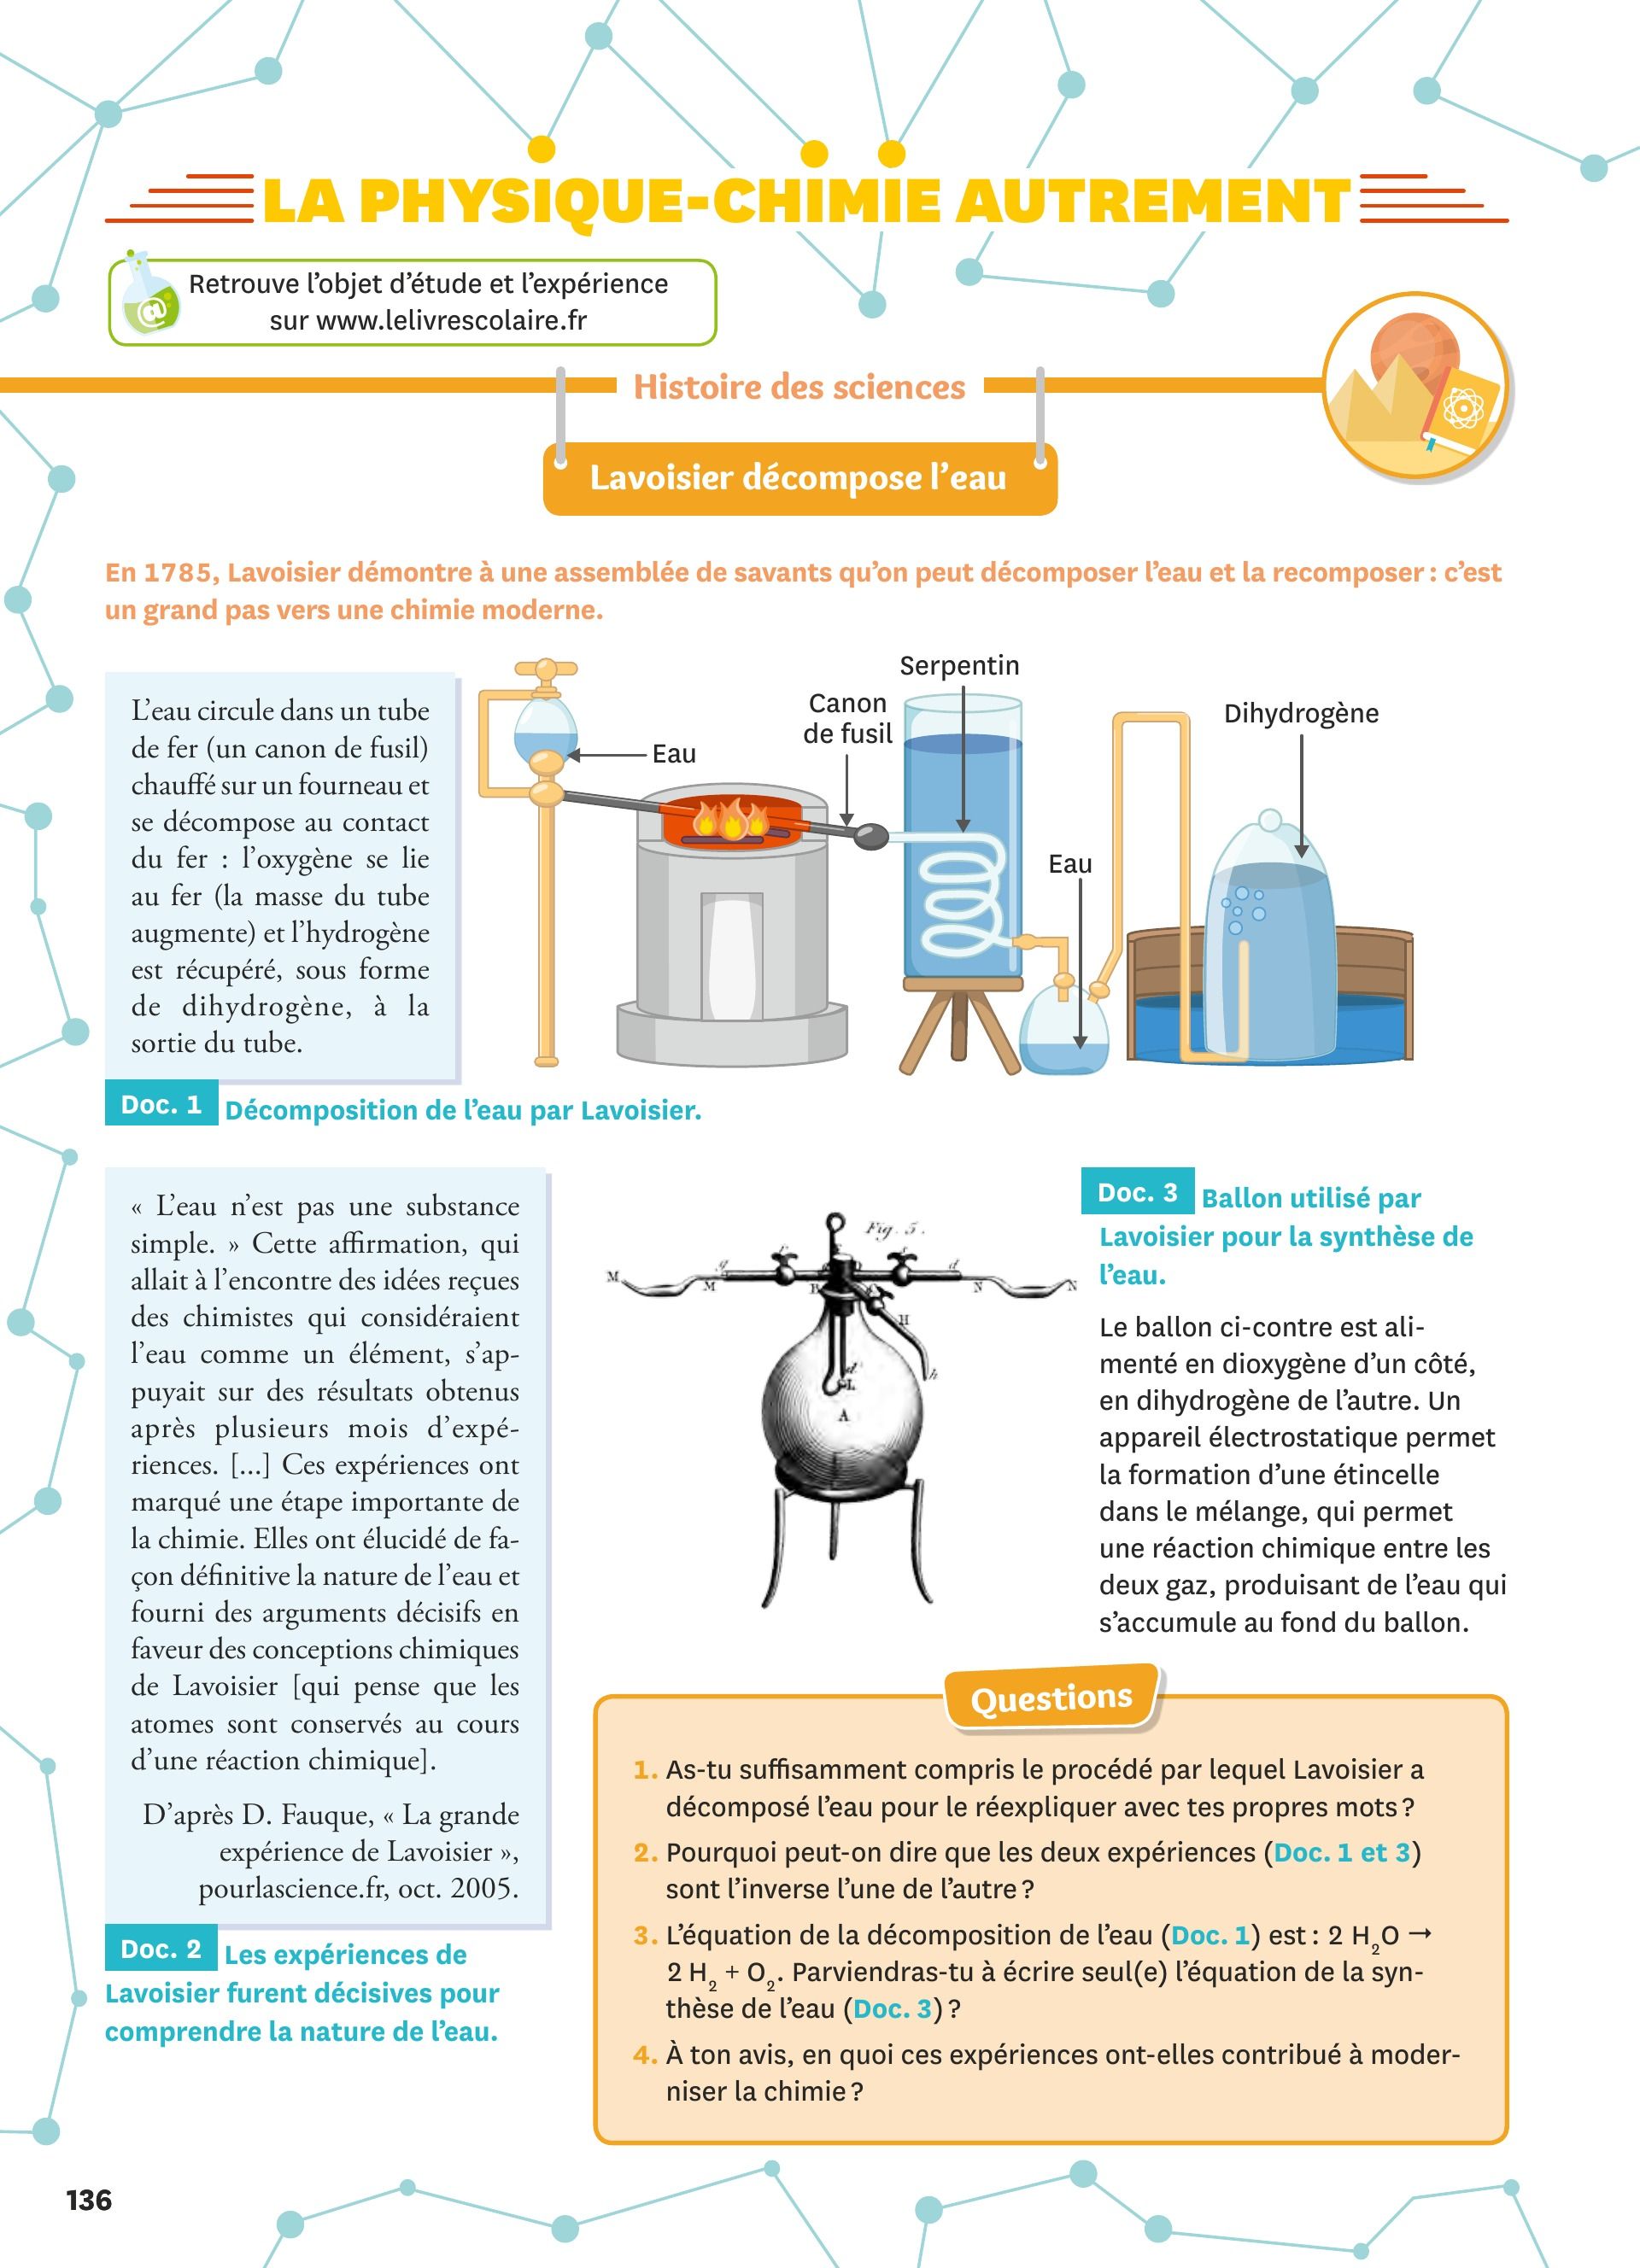 LA PHYSIQUE-CHIMIE AUTREMENT
Retrouve l'objet d'étude et l'expérience
sur www.lelivrescolaire.fr
Histoire des sciences
Lavoisier décompose l'eau
En 1785, Lavoisier démontre à une assemblée de savants qu'on peut décomposer l'eau et la recomposer : c'est
un grand pas vers une chimie moderne.
L'eau circule dans un tube
de fer (un canon de fusil)
chauffé sur un fourneau et
se décompose au contact
du fer : l'oxygène se lie
au fer (la masse du tube
augmente) et l'hydrogène
est récupéré, sous forme
de dihydrogène, à la
sortie du tube.
Eau
Canon
de fusil
Serpentin
Eau
Dihydrogène
Doc. 1 Décomposition de l'eau par Lavoisier.
« L'eau n'est pas une substance
simple. » Cette affirmation, qui
allait à l'encontre des idées reçues
des chimistes qui considéraient
l'eau comme un élément, s'ap-
puyait sur des résultats obtenus
après plusieurs mois d'expé-
riences. [...] Ces expériences ont
marqué une étape importante de
la chimie. Elles ont élucidé de fa-
çon définitive la nature de l'eau et
fourni des arguments décisifs en
faveur des conceptions chimiques
de Lavoisier [qui pense que les
atomes sont conservés au cours
d'une réaction chimique].
D'après D. Fauque, « La grande
expérience de Lavoisier »,
pourlascience.fr, oct. 2005.
Doc. 2 Les expériences de
Lavoisier furent décisives pour
comprendre la nature de l'eau.
Fig. 5.
M
M
N
N
d
H
h
L
A
Doc. 3 Ballon utilisé par
Lavoisier pour la synthèse de
l'eau.
Le ballon ci-contre est ali-
menté en dioxygène d'un côté,
en dihydrogène de l'autre. Un
appareil électrostatique permet
la formation d'une étincelle
dans le mélange, qui permet
une réaction chimique entre les
deux gaz, produisant de l'eau qui
s'accumule au fond du ballon.
Questions
1. As-tu suffisamment compris le procédé par lequel Lavoisier a
décomposé l'eau pour le réexpliquer avec tes propres mots ?
2. Pourquoi peut-on dire que les deux expériences (Doc. 1 et 3)
sont l'inverse l'une de l'autre ?
3. L'équation de la décomposition de l'eau (Doc. 1) est : 2 H₂O →
2 H₂ + O₂. Parviendras-tu à écrire seul(e) l'équation de la syn-
thèse de l'eau (Doc. 3) ?
4. À ton avis, en quoi ces expériences ont-elles contribué à moder-
niser la chimie ?
136